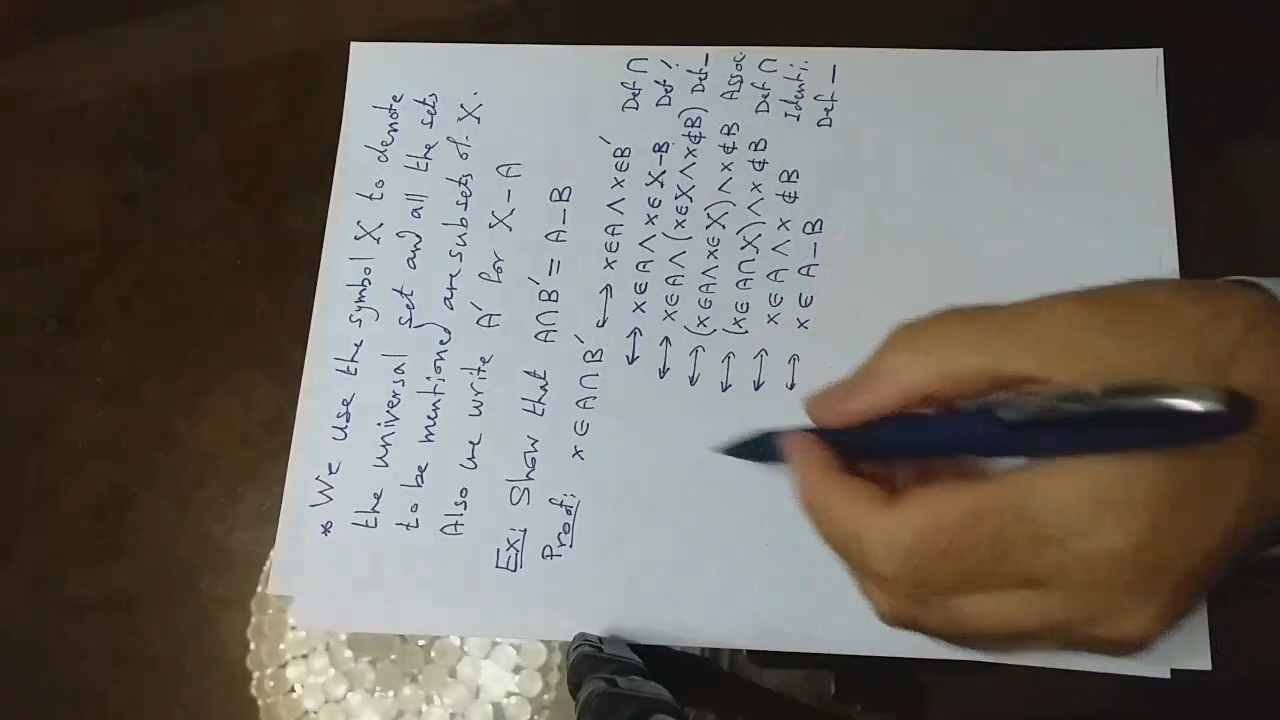 * We use the symbol X to denote
the universal set and all the sets
to be mentioned are subsets of X.
Also we write A' for X - A
Ex: Show that A∩B' = A-B
Proof: x ∈ A∩B' ↔ x∈A ∧ x∈B' Def ∩
↔ x∈A ∧ x∈X-B Def '
↔ x∈A ∧ (x∈X ∧ x∉B) Def -
↔ (x∈A ∧ x∈X) ∧ x∉B Assoc.
↔ (x∈A∩X) ∧ x∉B Def ∩
↔ x∈A ∧ x∉B Identi.
↔ x∈A-B Def -